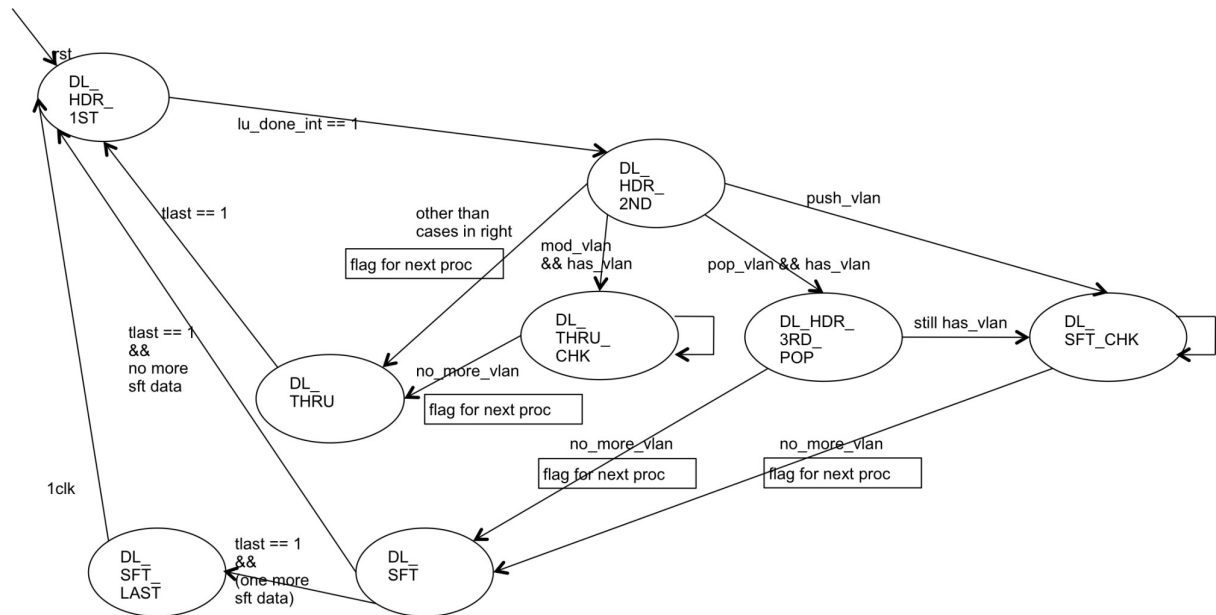 rst
DL_
HDR_
1ST
lu_done_int == 1
DL_
HDR_
2ND
push_vlan
tlast == 1
other than
cases in right
flag for next proc
mod_vlan
&& has_vlan
pop_vlan && has_vlan
DL_
THRU_
CHK
DL_HDR_
3RD_
POP
still has_vlan
DL_
SFT_CHK
tlast == 1
&&
no more
sft data
DL_
THRU
no_more_vlan
flag for next proc
no_more_vlan
flag for next proc
no_more_vlan
flag for next proc
1clk
DL_
SFT_
LAST
tlast == 1
&&
(one more
sft data)
DL_
SFT